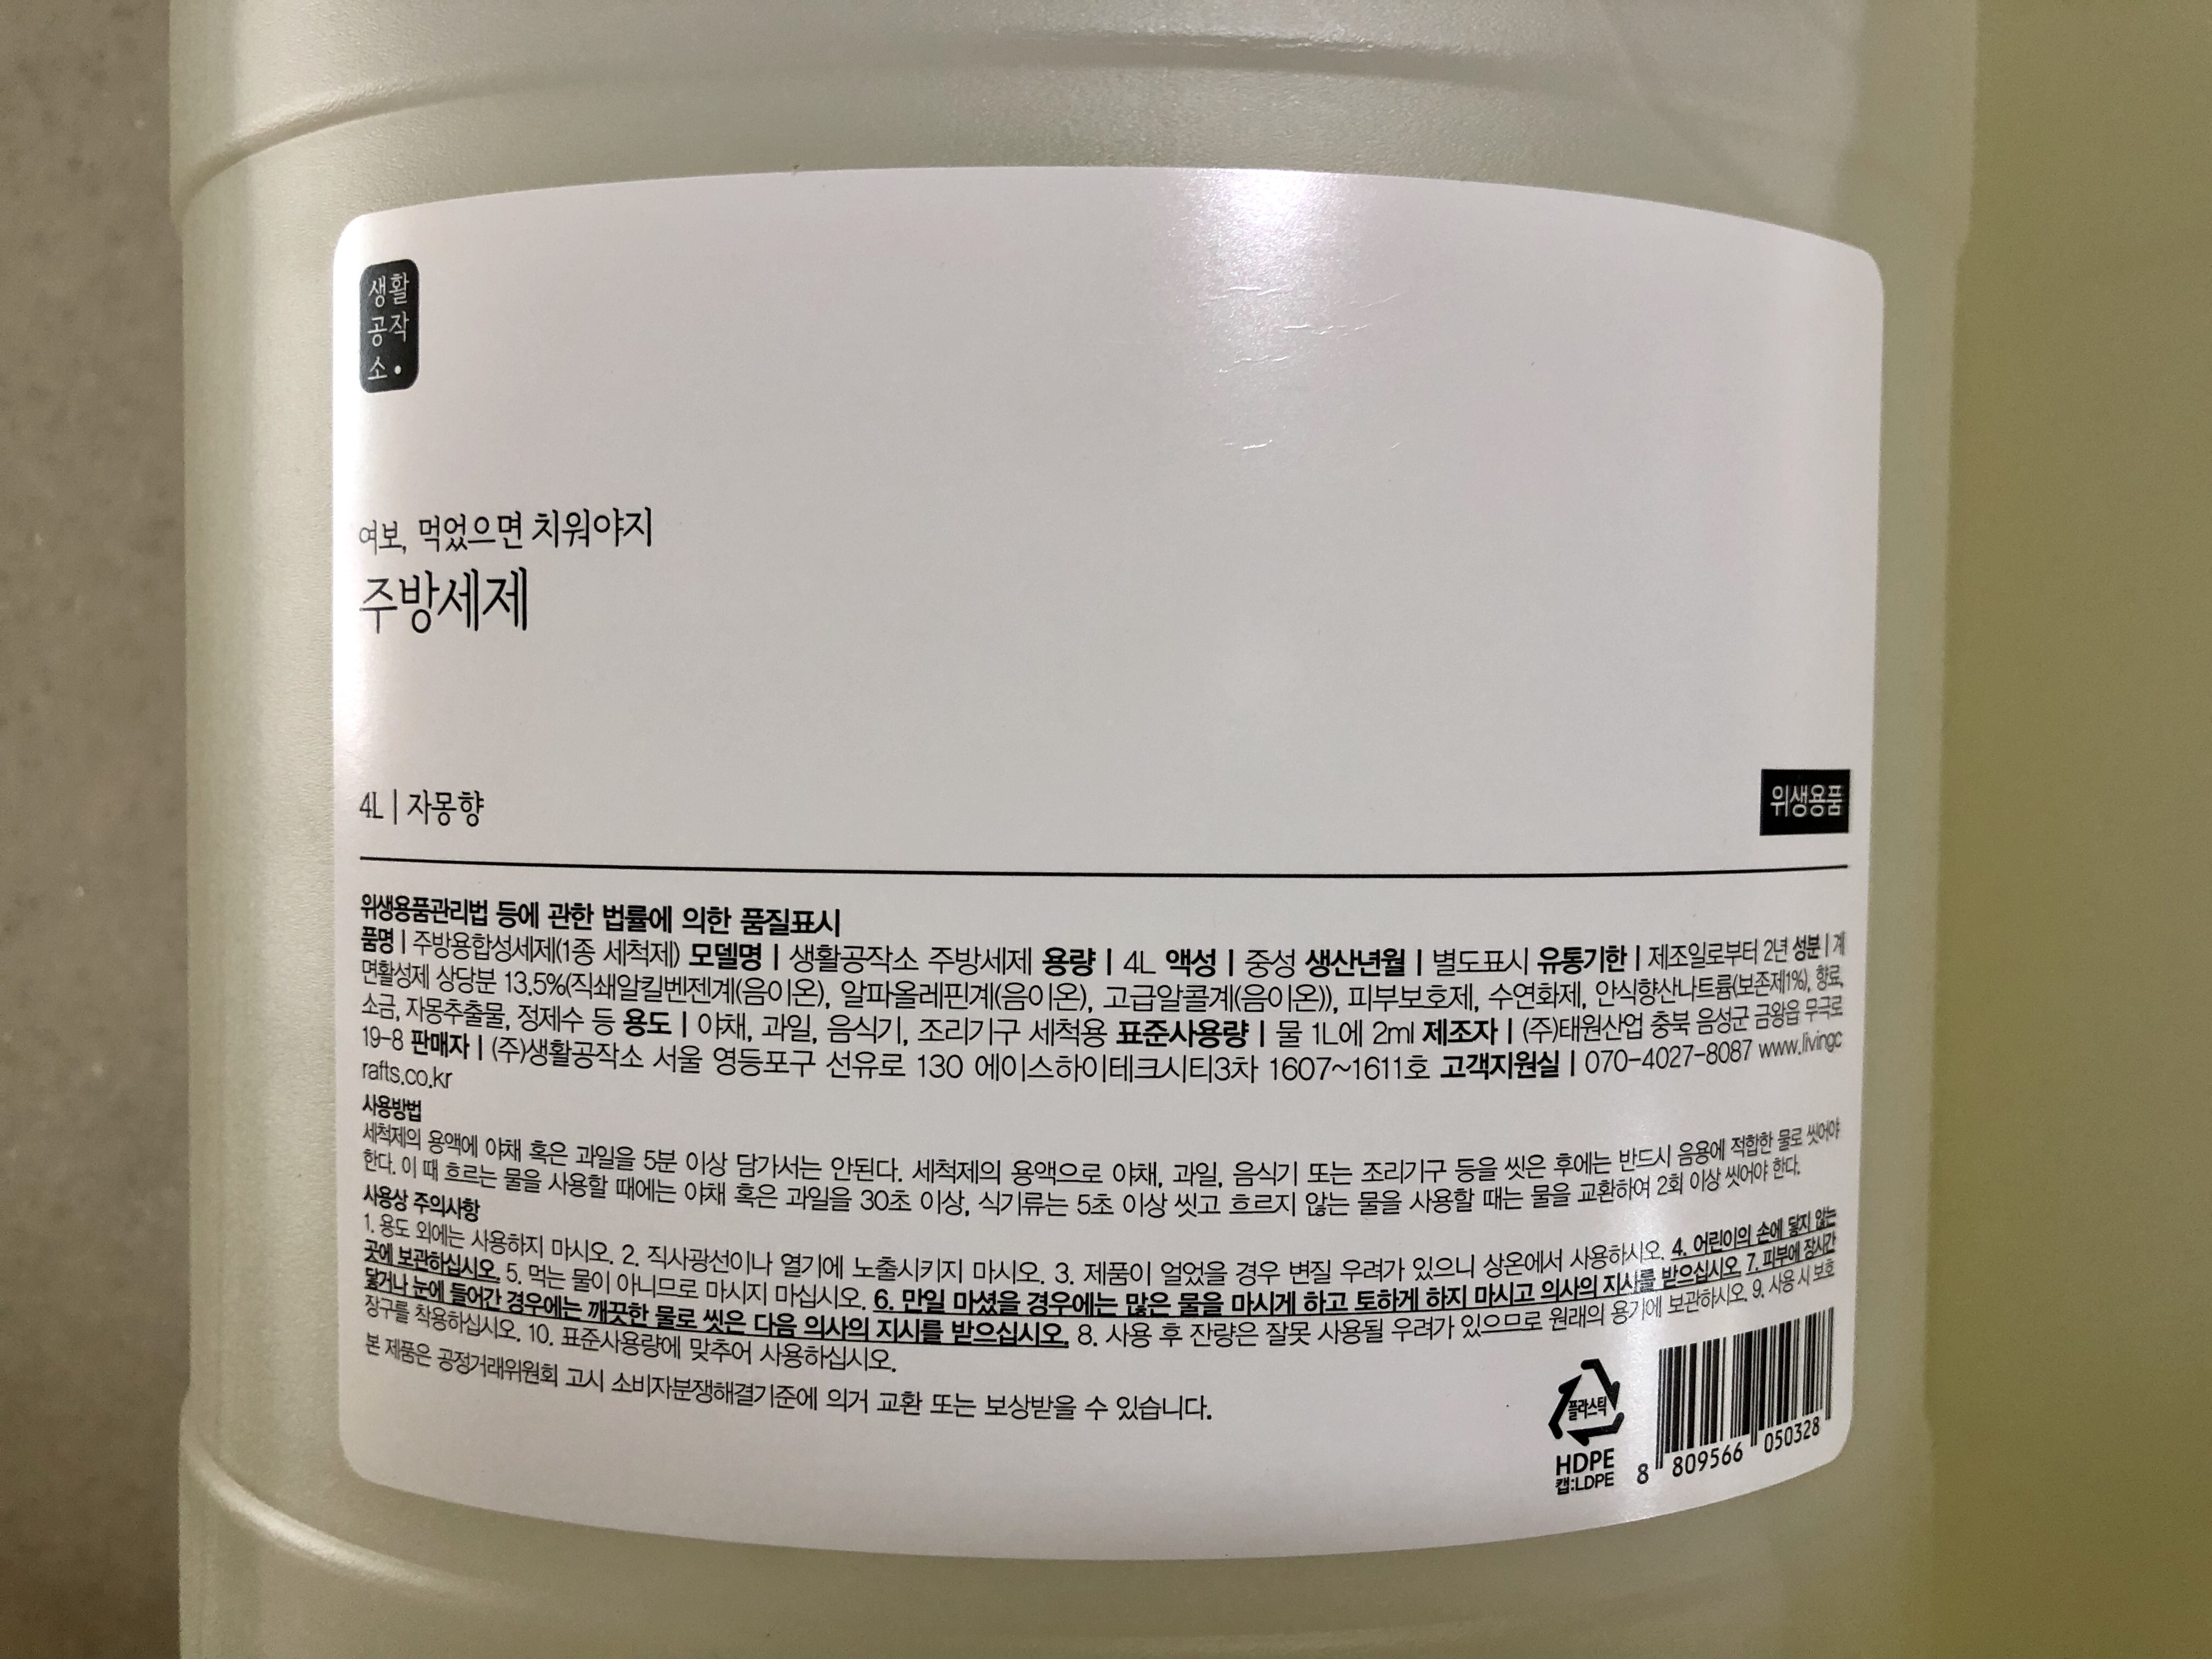 생활
공작
소.
여보, 먹었으면 치워야지
주방세제
4L | 자몽향
위생용품
위생용품관리법 등에 관한 법률에 의한 품질표시
품명 | 주방용합성세제(1종 세척제) 모델명 | 생활공작소 주방세제 용량 | 4L 액성 | 중성 생산년월 | 별도표시 유통기한 | 제조일로부터 2년 성분 | 계
면활성제 상당분 13.5%(직쇄알킬벤젠계(음이온), 알파올레핀계(음이온), 고급알콜계(음이온)), 피부보호제, 수연화제, 안식향산나트륨(보존제1%), 향료,
소금, 자몽추출물, 정제수 등 용도 | 야채, 과일, 음식기, 조리기구 세척용 표준사용량 | 물 1L에 2ml 제조자 | (주)태원산업 충북 음성군 금왕읍 무극로
19-8 판매자 | (주)생활공작소 서울 영등포구 선유로 130 에이스하이테크시티3차 1607~1611호 고객지원실 | 070-4027-8087 www.livingc
rafts.co.kr
사용방법
세척제의 용액에 야채 혹은 과일을 5분 이상 담가서는 안된다. 세척제의 용액으로 야채, 과일, 음식기 또는 조리기구 등을 씻은 후에는 반드시 음용에 적합한 물로 씻어야
한다. 이 때 흐르는 물을 사용할 때에는 야채 혹은 과일을 30초 이상, 식기류는 5초 이상 씻고 흐르지 않는 물을 사용할 때는 물을 교환하여 2회 이상 씻어야 한다.
사용상 주의사항
1. 용도 외에는 사용하지 마시오. 2. 직사광선이나 열기에 노출시키지 마시오. 3. 제품이 얼었을 경우 변질 우려가 있으니 상온에서 사용하시오. 4. 어린이의 손에 닿지 않는
곳에 보관하십시오. 5. 먹는 물이 아니므로 마시지 마십시오. 6. 만일 마셨을 경우에는 많은 물을 마시게 하고 토하게 하지 마시고 의사의 지시를 받으십시오. 7. 피부에 장시간
닿거나 눈에 들어간 경우에는 깨끗한 물로 씻은 다음 의사의 지시를 받으십시오. 8. 사용 후 잔량은 잘못 사용될 우려가 있으므로 원래의 용기에 보관하시오. 9. 사용 시 보호
장구를 착용하십시오. 10. 표준사용량에 맞추어 사용하십시오.
본 제품은 공정거래위원회 고시 소비자분쟁해결기준에 의거 교환 또는 보상받을 수 있습니다.
플라스틱
HDPE
캡:LDPE
8 809566 050328